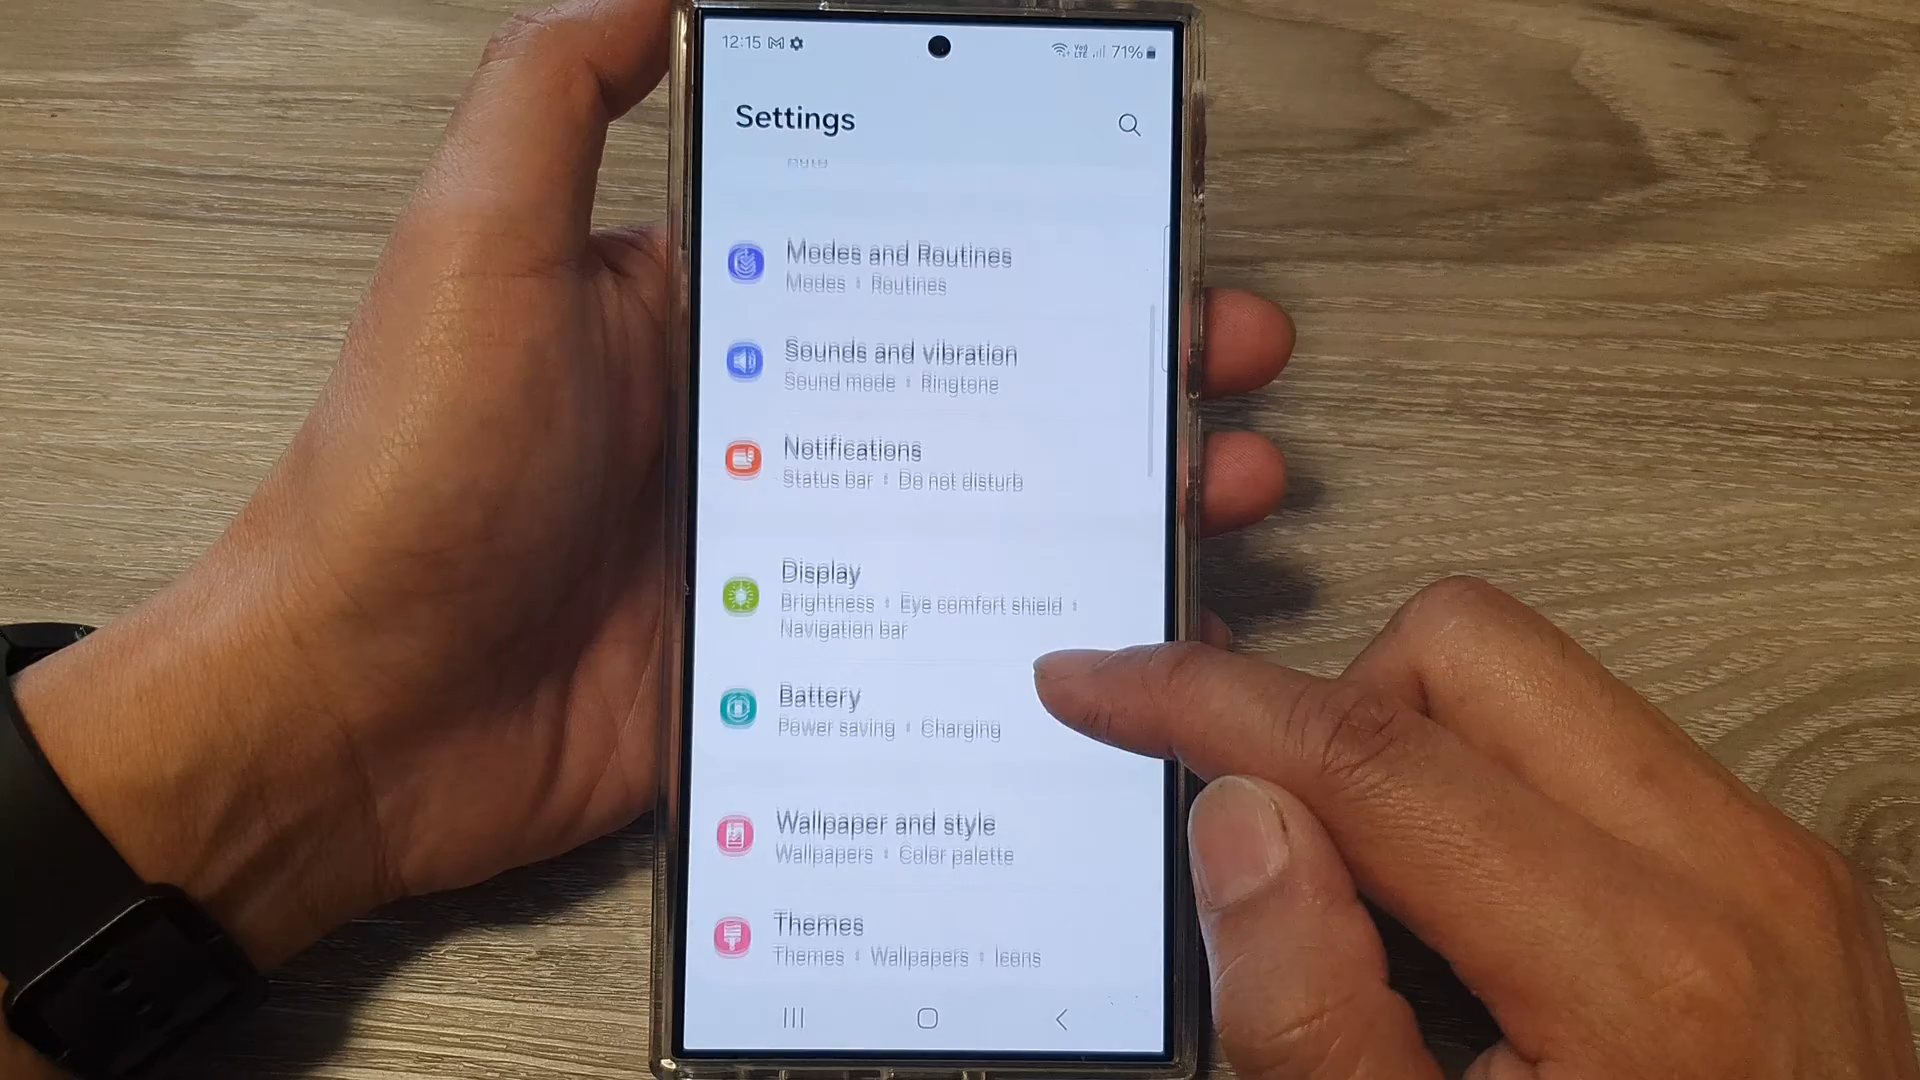 12:15
71%
Settings
Modes and Routines
Modes • Routines
Sounds and vibration
Sound mode • Ringtone
Notifications
Status bar • Do not disturb
Display
Brightness • Eye comfort shield •
Navigation bar
Battery
Power saving • Charging
Wallpaper and style
Wallpapers • Color palette
Themes
Themes • Wallpapers • Icons